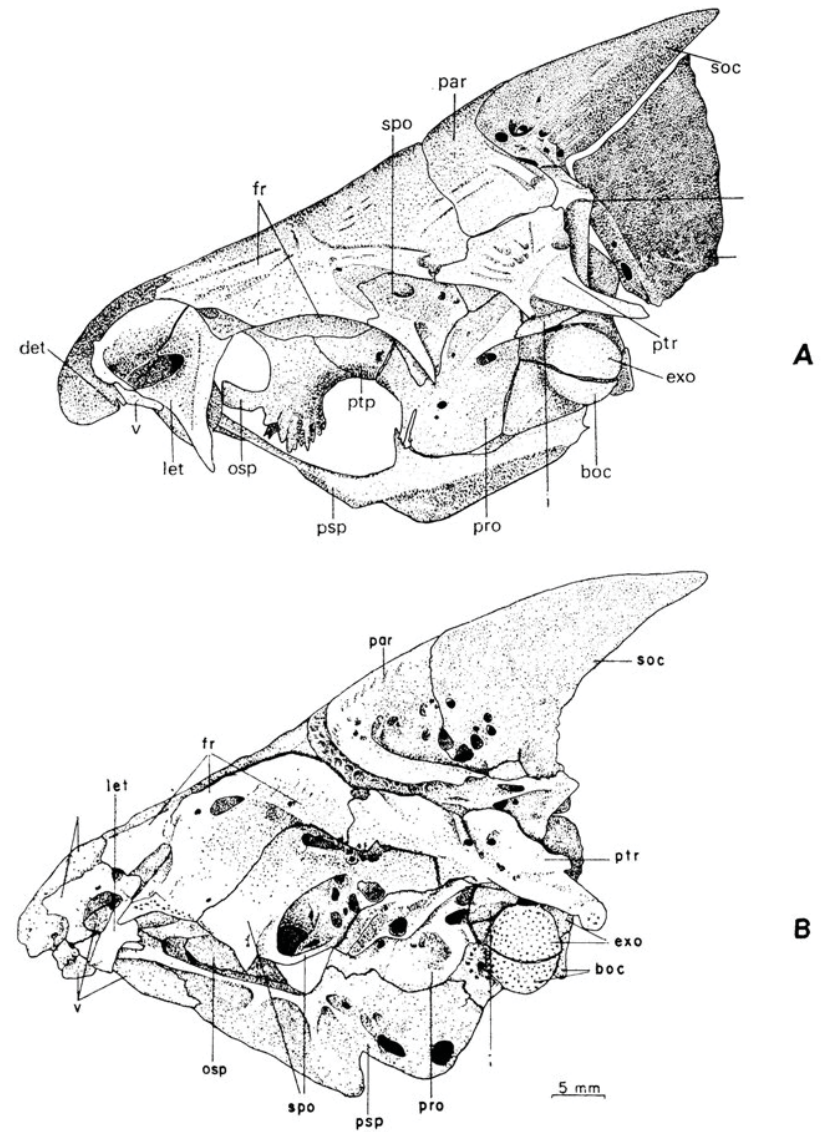 soc
par
spo
fr
ptr
det
A
exo
ptp
v
let
osp
boc
psp
pro
i
par
soc
fr
let
ptr
B
exo
boc
v
i
osp
5 mm
spo
pro
psp